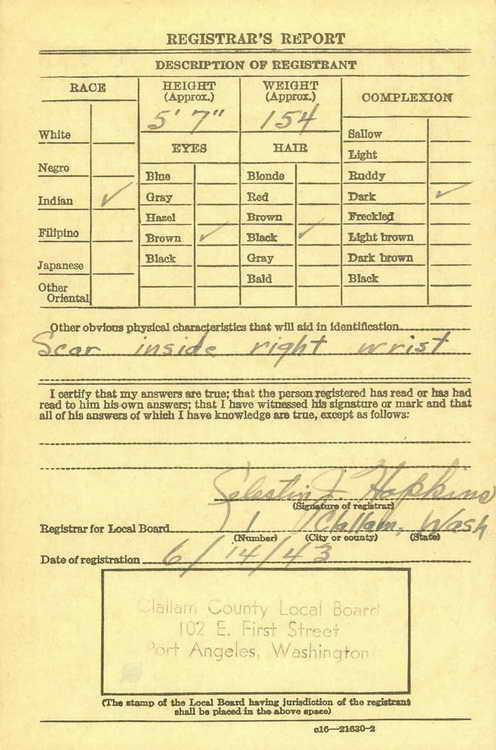 REGISTRAR'S REPORT
DESCRIPTION OF REGISTRANT
RACE
HEIGHT
(Approx.)
WEIGHT
(Approx.)
COMPLEXION
5' 7"
154
EYES
HAIR
White
Negro
Indian ✓
Filipino
Japanese
Other
Oriental
Blue
Gray
Hazel
Brown ✓
Black
Blonde
Red
Brown
Black ✓
Gray
Bald
Sallow
Light
Ruddy
Dark ✓
Freckled
Light brown
Dark brown
Black
Other obvious physical characteristics that will aid in identification
Scar inside right wrist
I certify that my answers are true; that the person registered has read or has had
read to him his own answers; that I have witnessed his signature or mark and that
all of his answers of which I have knowledge are true, except as follows:
Hopkins
(Signature of registrar)
Registrar for Local Board 1 Clallam, Wash
(Number) (City or county) (State)
Date of registration 6/14/43
Clallam County Local Board
102 E. First Street
Port Angeles, Washington
(The stamp of the Local Board having jurisdiction of the registrant
shall be placed in the above space)
c16—21630-2